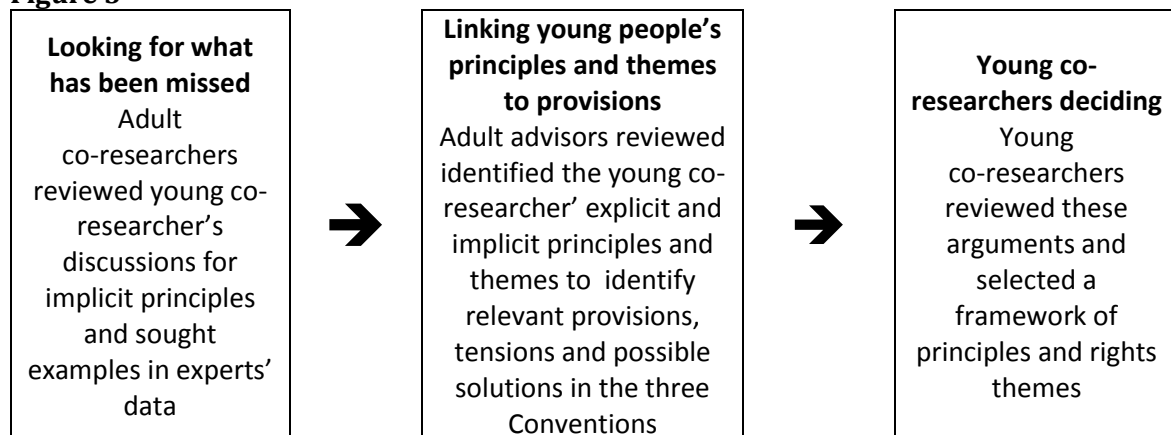 Figure
Looking for what
has been missed
Adult
co-researchers
reviewed young co-
researcher's
discussions for
implicit principles
and sought
examples in experts'
data
Linking young people's
principles and themes
to provisions
Adult advisors reviewed
identified the young co-
researcher' explicit and
implicit principles and
themes to identify
relevant provisions,
tensions and possible
solutions in the three
Conventions
Young co-
researchers deciding
Young
co-researchers
reviewed these
arguments and
selected a
framework of
principles and rights
themes